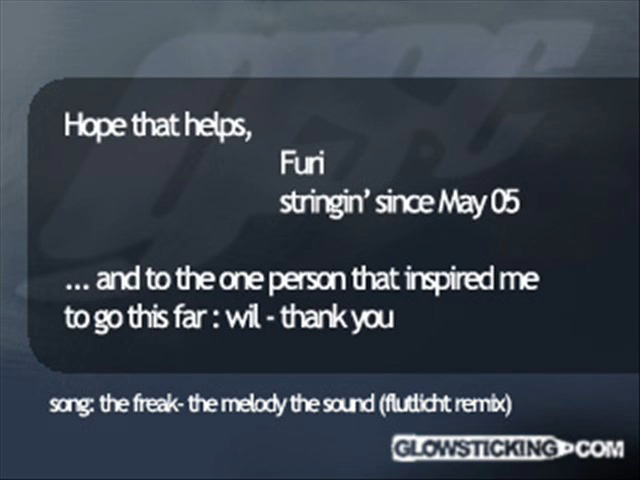 Hope that helps,
Furi
stringin' since May 05
... and to the one person that inspired me
to go this far : wil - thank you
song: the freak- the melody the sound (flutlicht remix)
GLOWSTICKING COM